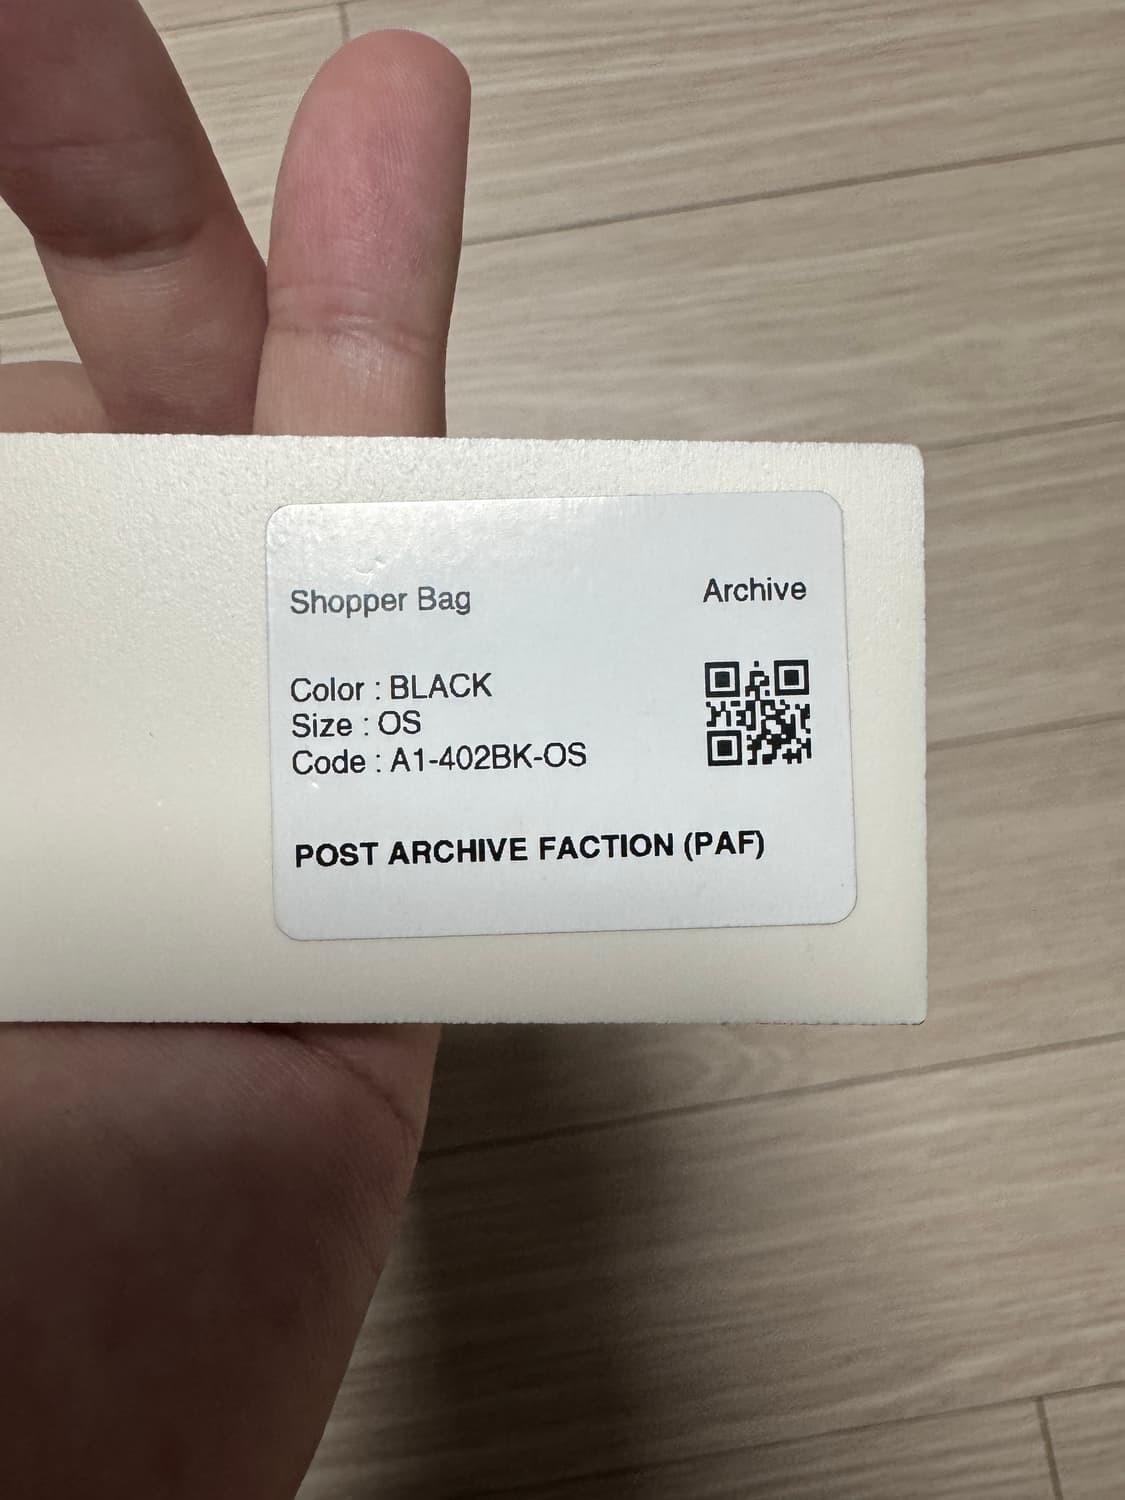 Shopper Bag
Archive
Color : BLACK
Size : OS
Code : A1-402BK-OS
POST ARCHIVE FACTION (PAF)